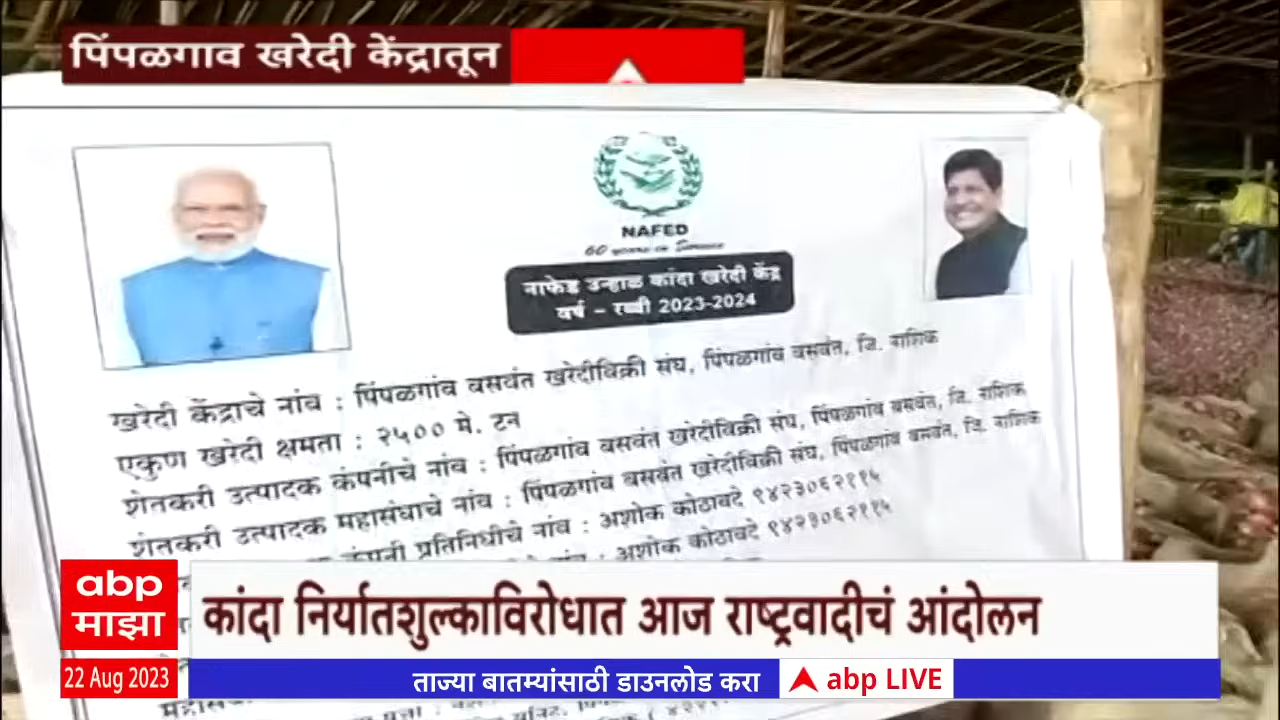 पिंपळगाव खरेदी केंद्रातून
NAFED
60 years in Service
नाफेड उन्हाळ कांदा खरेदी केंद्र
वर्ष - रब्बी 2023-2024
खरेदी केंद्राचे नांव : पिंपळगांव बसवंत खरेदीविक्री संघ, पिंपळगांव बसवंत, जि. नाशिक
एकुण खरेदी क्षमता : २५०० मे. टन
शेतकरी उत्पादक कंपनीचे नांव : पिंपळगांव बसवंत खरेदीविक्री संघ, पिंपळगांव बसवंत, जि. नाशिक
शेतकरी उत्पादक महासंघाचे नांव : पिंपळगांव बसवंत खरेदीविक्री संघ, पिंपळगांव बसवंत, जि. नाशिक
कंपनी प्रतिनिधीचे नांव : अशोक कोठावदे ९४२३०६२११५
नांव : अशोक कोठावदे ९४२३०६२११५
abp
माझा
कांदा निर्यातशुल्काविरोधात आज राष्ट्रवादीचं आंदोलन
22 Aug 2023
ताज्या बातम्यांसाठी डाउनलोड करा
abp LIVE